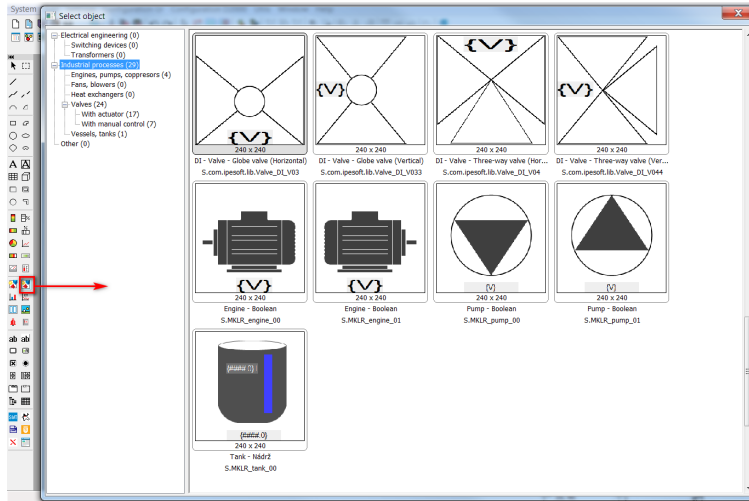 System
Select object
Electrical engineering (0)
Switching devices (0)
Transformers (0)
Industrial processes (29)
Engines, pumps, coppresors (4)
Fans, blowers (0)
Heat exchangers (0)
Valves (24)
With actuator (17)
With manual control (7)
Vessels, tanks (1)
Other (0)
{V} {V} {V} {V}
240 x 240 240 x 240 240 x 240 240 x 240
DI - Valve - Globe valve (Horizontal) DI - Valve - Globe valve (Vertical) DI - Valve - Three-way valve (Hor... DI - Valve - Three-way valve (Ver...
S.com.ipesoft.lib.Valve_DI_V03 S.com.ipesoft.lib.Valve_DI_V033 S.com.ipesoft.lib.Valve_DI_V04 S.com.ipesoft.lib.Valve_DI_V044
{V} {V} {V} {V}
240 x 240 240 x 240 240 x 240 240 x 240
Engine - Boolean Engine - Boolean Pump - Boolean Pump - Boolean
S.MKLR_engine_00 S.MKLR_engine_01 S.MKLR_pump_00 S.MKLR_pump_01
{####.0}
{####.0}
240 x 240
Tank - Nádrž
S.MKLR_tank_00